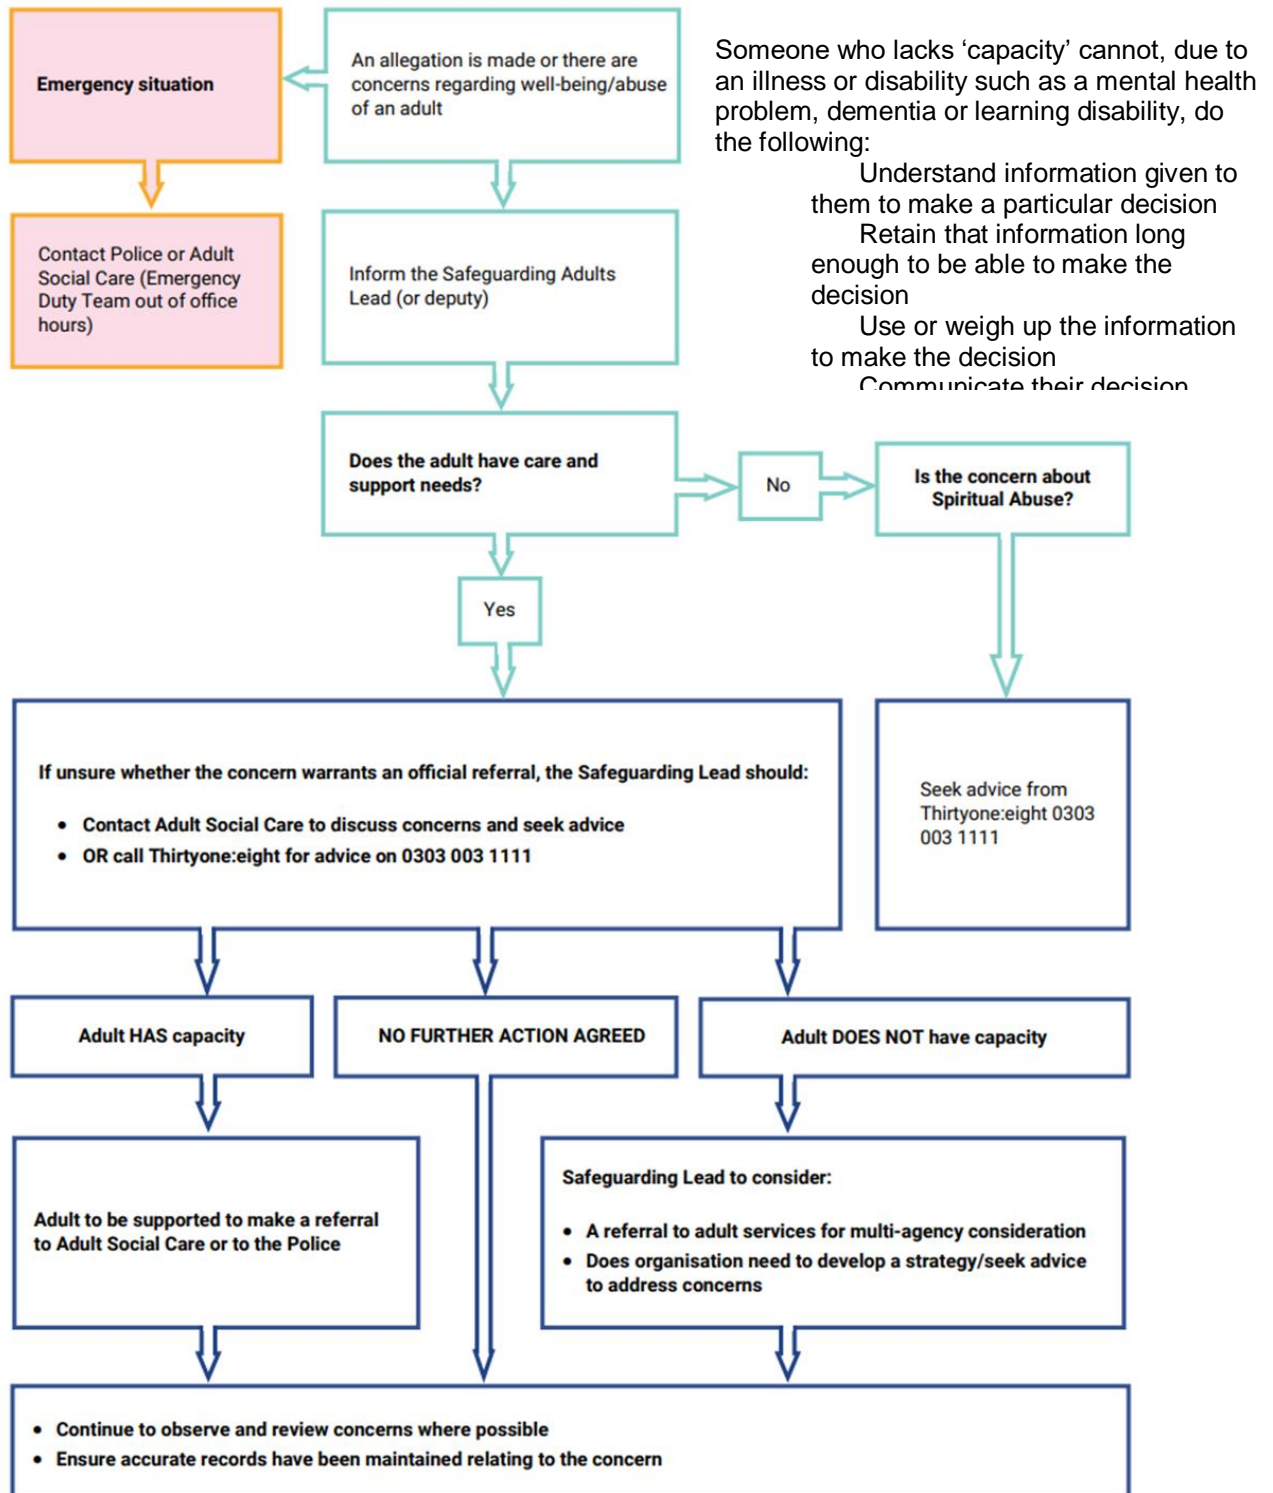 Emergency situation
An allegation is made or there are
concerns regarding well-being/abuse
of an adult
Someone who lacks ‘capacity’ cannot, due to
an illness or disability such as a mental health
problem, dementia or learning disability, do
the following:
Understand information given to
them to make a particular decision
Retain that information long
enough to be able to make the
decision
Use or weigh up the information
to make the decision
Communicate their decision
Contact Police or Adult
Social Care (Emergency
Duty Team out of office
hours)
Inform the Safeguarding Adults
Lead (or deputy)
Does the adult have care and
support needs?
No
Is the concern about
Spiritual Abuse?
Yes
If unsure whether the concern warrants an official referral, the Safeguarding Lead should:
• Contact Adult Social Care to discuss concerns and seek advice
• OR call Thirtyone:eight for advice on 0303 003 1111
Seek advice from
Thirtyone:eight 0303
003 1111
Adult HAS capacity
NO FURTHER ACTION AGREED
Adult DOES NOT have capacity
Adult to be supported to make a referral
to Adult Social Care or to the Police
Safeguarding Lead to consider:
• A referral to adult services for multi-agency consideration
• Does organisation need to develop a strategy/seek advice
to address concerns
• Continue to observe and review concerns where possible
• Ensure accurate records have been maintained relating to the concern